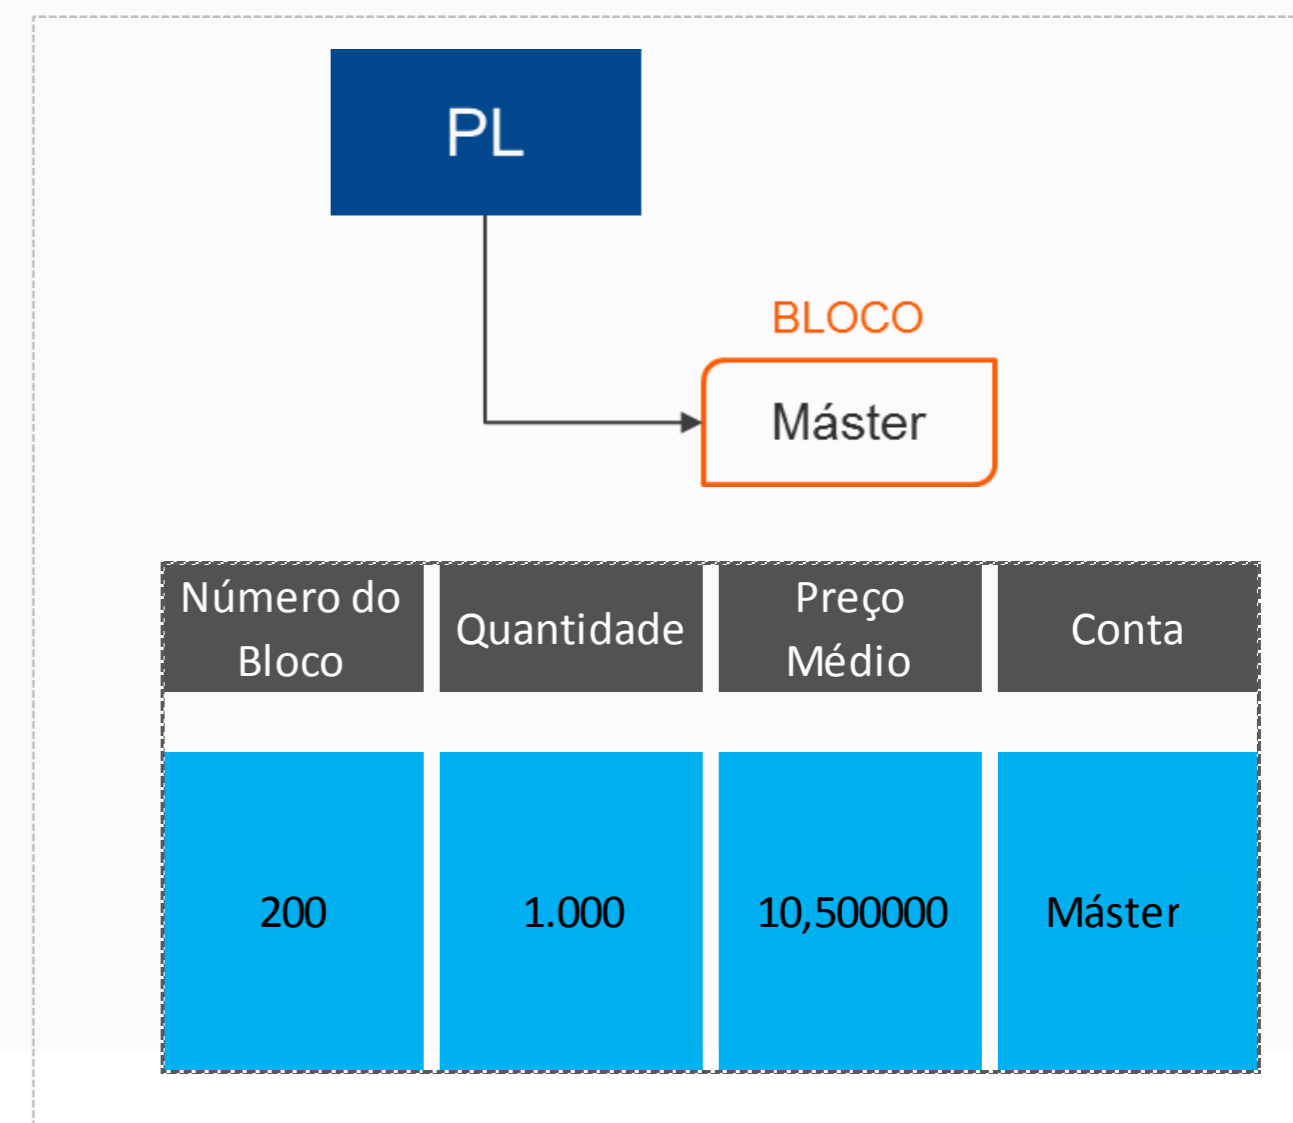 PL
BLOCO
Máster
Número do
Bloco
Quantidade
Preço
Médio
Conta
200
1.000
10,500000
Máster